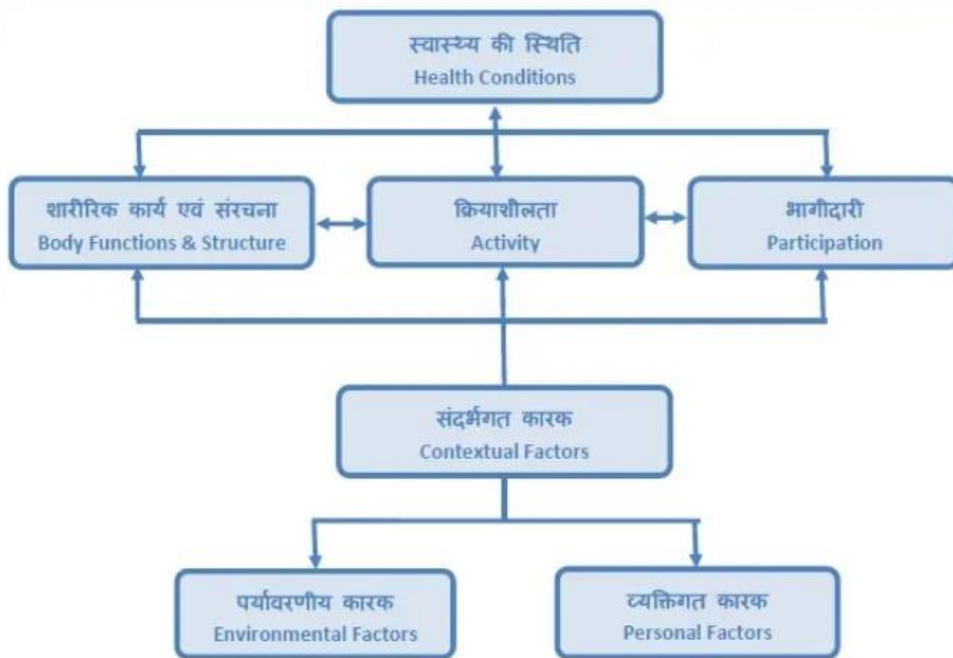 स्वास्थ्य की स्थिति
Health Conditions
शारीरिक कार्य एवं संरचना
Body Functions & Structure
क्रियाशीलता
Activity
भागीदारी
Participation
संदर्भगत कारक
Contextual Factors
पर्यावरणीय कारक
Environmental Factors
व्यक्तिगत कारक
Personal Factors